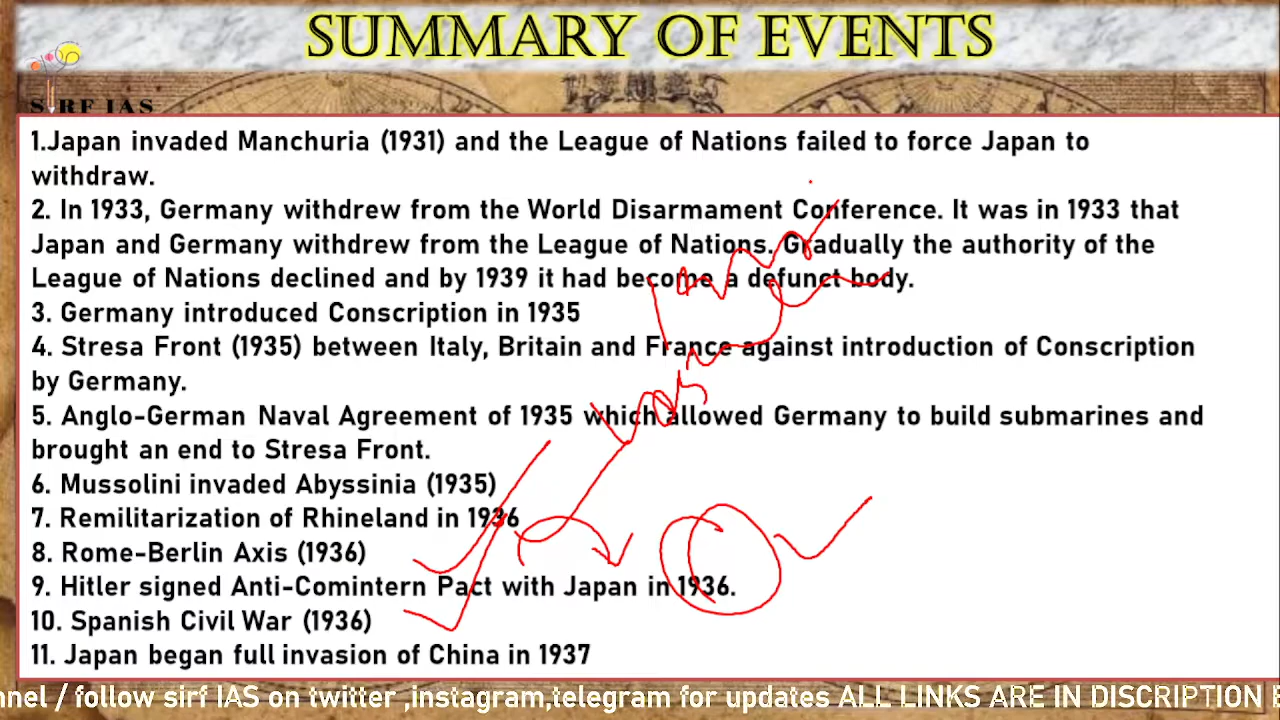 SUMMARY OF EVENTS
SIRF IAS
1.Japan invaded Manchuria (1931) and the League of Nations failed to force Japan to
withdraw.
2. In 1933, Germany withdrew from the World Disarmament Conference. It was in 1933 that
Japan and Germany withdrew from the League of Nations. Gradually the authority of the
League of Nations declined and by 1939 it had become a defunct body.
3. Germany introduced Conscription in 1935
4. Stresa Front (1935) between Italy, Britain and France against introduction of Conscription
by Germany.
5. Anglo-German Naval Agreement of 1935 which allowed Germany to build submarines and
brought an end to Stresa Front.
6. Mussolini invaded Abyssinia (1935)
7. Remilitarization of Rhineland in 1936
8. Rome-Berlin Axis (1936)
9. Hitler signed Anti-Comintern Pact with Japan in 1936.
10. Spanish Civil War (1936)
11. Japan began full invasion of China in 1937
nnel / follow sirf IAS on twitter ,instagram,telegram for updates ALL LINKS ARE IN DISCRIPTION